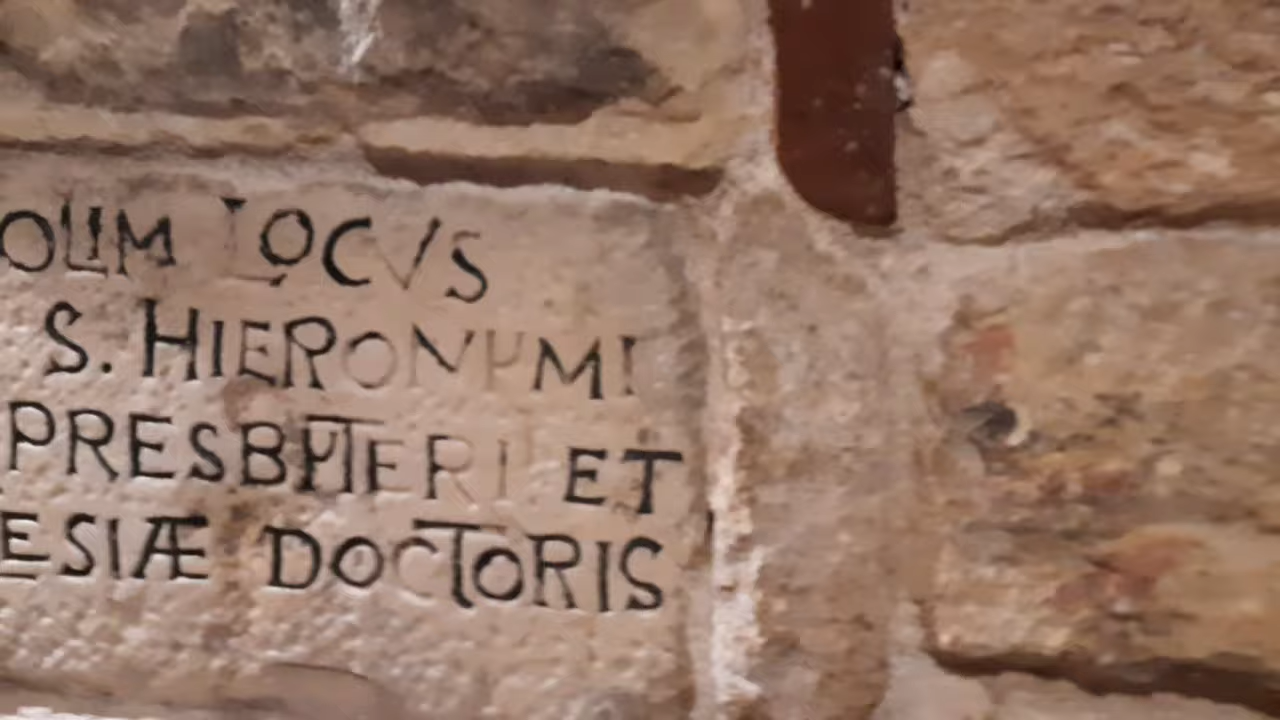 OLIM LOCVS
S. HIERONYMI
PRESBYTERI ET
ESIÆ DOCTORIS